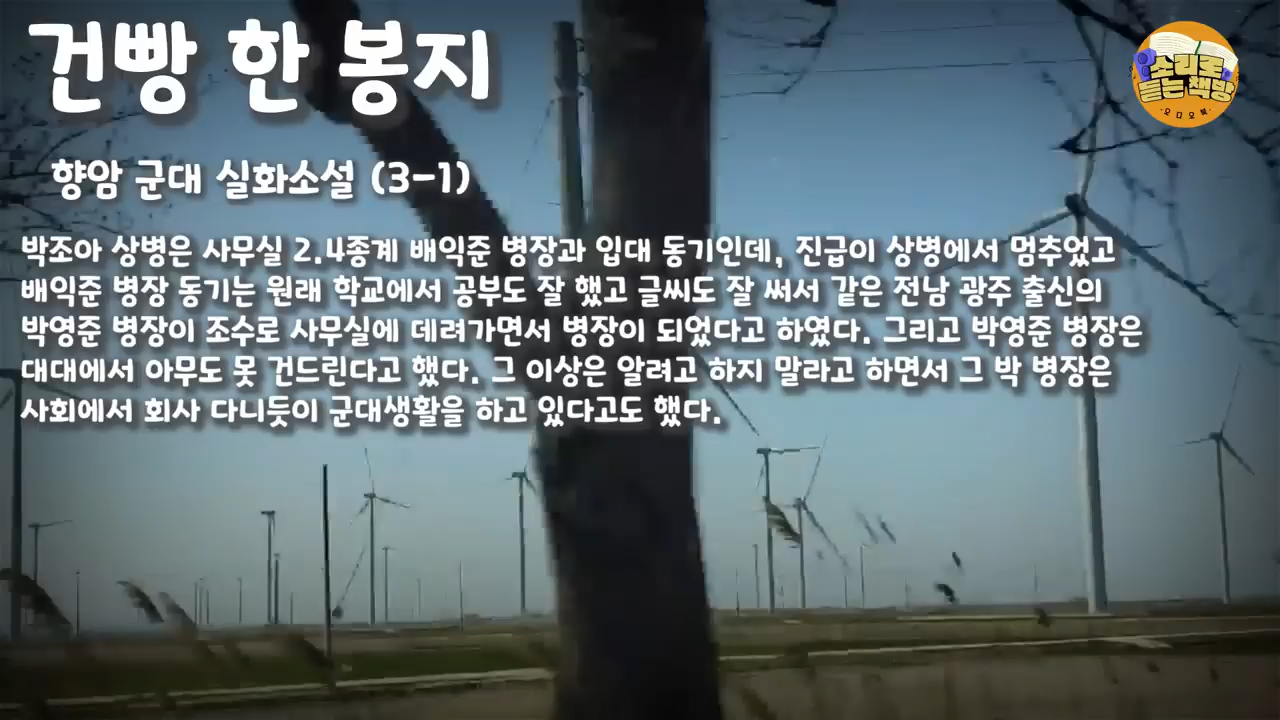 건빵 한 봉지
소리로
듣는 책방
·오디오북·
향암 군대 실화소설 (3-1)
박조아 상병은 사무실 2.4종계 배익준 병장과 입대 동기인데, 진급이 상병에서 멈추었고
배익준 병장 동기는 원래 학교에서 공부도 잘 했고 글씨도 잘 써서 같은 전남 광주 출신의
박영준 병장이 조수로 사무실에 데려가면서 병장이 되었다고 하였다. 그리고 박영준 병장은
대대에서 아무도 못 건드린다고 했다. 그 이상은 알려고 하지 말라고 하면서 그 박 병장은
사회에서 회사 다니듯이 군대생활을 하고 있다고도 했다.